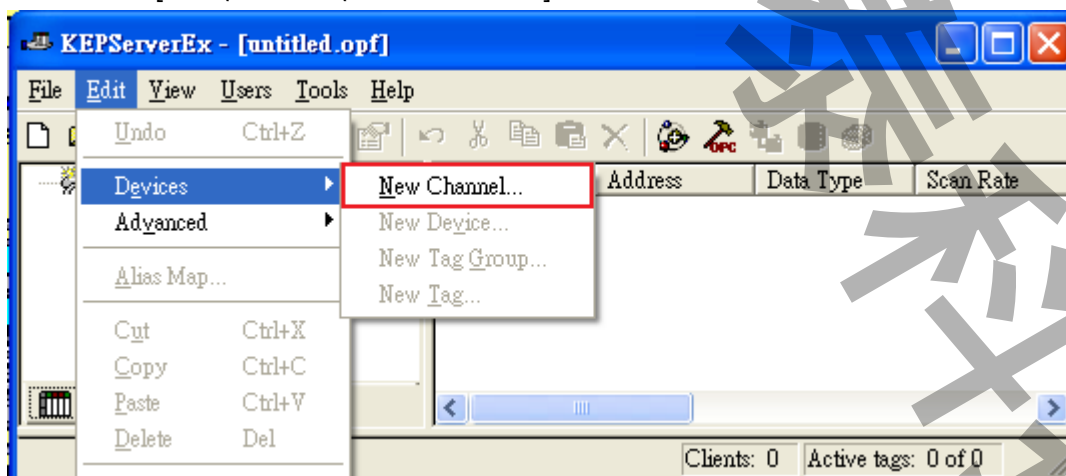 KEPServerEx - [untitled.opf]
File Edit View Users Tools Help
Undo Ctrl+Z
OPC
Devices
New Channel...
Address Data Type Scan Rate
Advanced
New Device...
New Tag Group...
Alias Map...
New Tag...
Cut Ctrl+X
Copy Ctrl+C
Paste Ctrl+V
Delete Del
Clients: 0 Active tags: 0 of 0